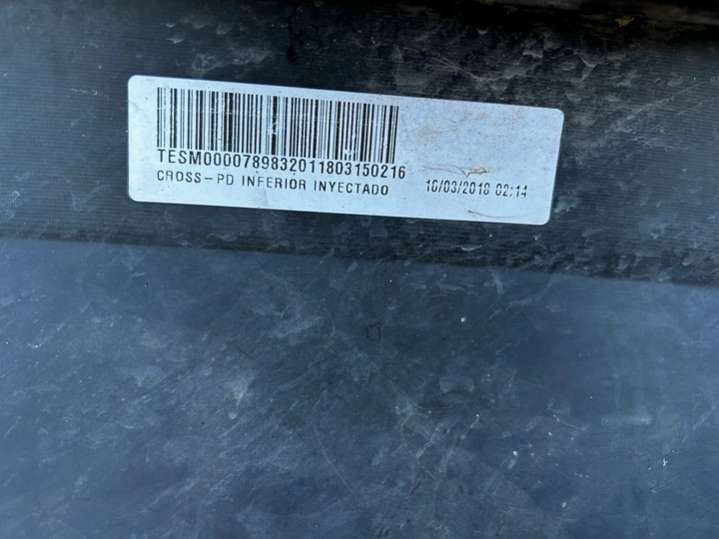 TESM0000789832011803150216
CROSS-PD INFERIOR INYECTADO 16/03/2018 02:14